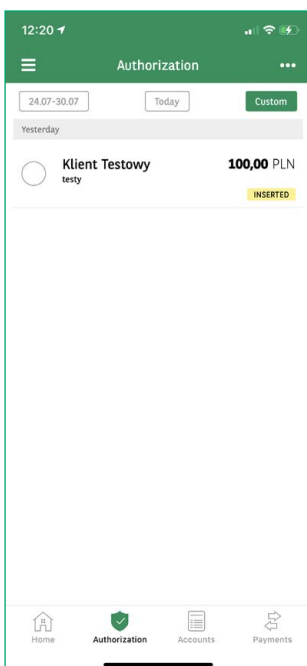 12:20
Authorization
24.07-30.07 Today Custom
Yesterday
Klient Testowy 100,00 PLN
testy
INSERTED
Home Authorization Accounts Payments